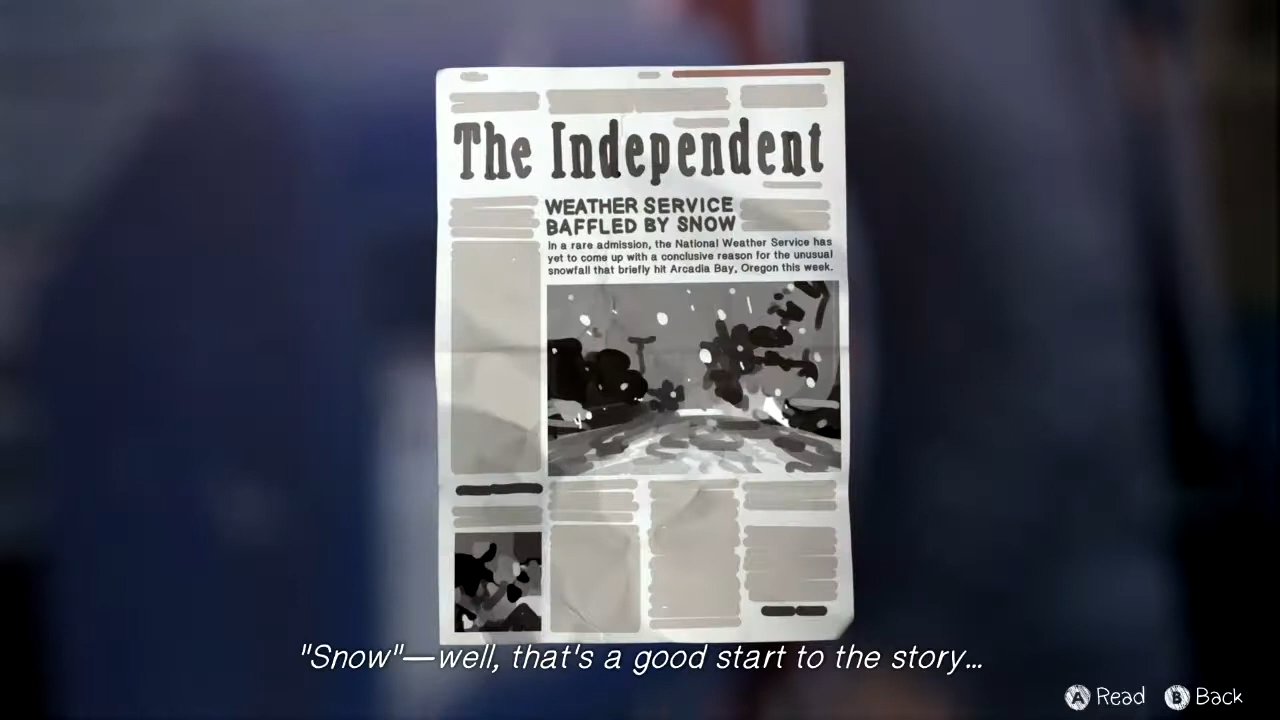 The Independent
WEATHER SERVICE
BAFFLED BY SNOW
In a rare admission, the National Weather Service has
yet to come up with a conclusive reason for the unusual
snowfall that briefly hit Arcadia Bay, Oregon this week.
"Snow"—well, that's a good start to the story...
A Read B Back